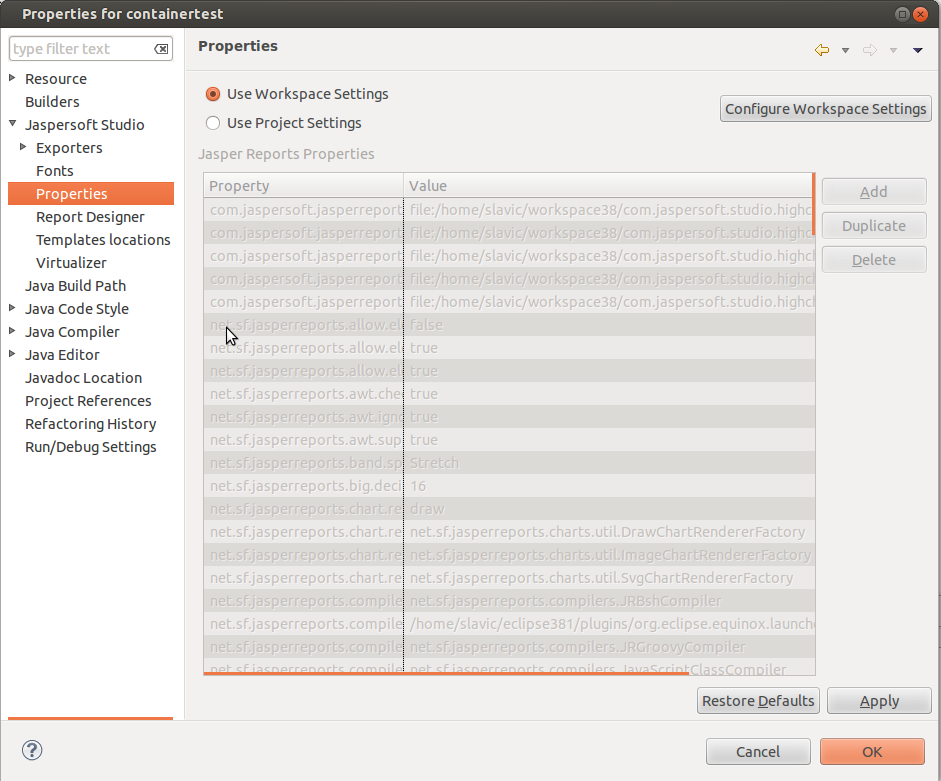 Properties for containertest
type filter text
Resource
Builders
Jaspersoft Studio
Exporters
Fonts
Properties
Report Designer
Templates locations
Virtualizer
Java Build Path
Java Code Style
Java Compiler
Java Editor
Javadoc Location
Project References
Refactoring History
Run/Debug Settings
Properties
Use Workspace Settings
Configure Workspace Settings
Use Project Settings
Jasper Reports Properties
Property Value
com.jaspersoft.jasperreport file:/home/slavic/workspace38/com.jaspersoft.studio.highc
com.jaspersoft.jasperreport file:/home/slavic/workspace38/com.jaspersoft.studio.highc
com.jaspersoft.jasperreport file:/home/slavic/workspace38/com.jaspersoft.studio.highcl
com.jaspersoft.jasperreport file:/home/slavic/workspace38/com.jaspersoft.studio.highcl
com.jaspersoft.jasperreport file:/home/slavic/workspace38/com.jaspersoft.studio.highcl
net.sf.jasperreports.allow.ele false
net.sf.jasperreports.allow.ele true
net.sf.jasperreports.allow.ele true
net.sf.jasperreports.awt.che true
net.sf.jasperreports.awt.igno true
net.sf.jasperreports.awt.sup true
net.sf.jasperreports.band.sp Stretch
net.sf.jasperreports.big.deci 16
net.sf.jasperreports.chart.re draw
net.sf.jasperreports.chart.re net.sf.jasperreports.charts.util.DrawChartRendererFactory
net.sf.jasperreports.chart.re net.sf.jasperreports.charts.util.ImageChartRendererFactory
net.sf.jasperreports.chart.re net.sf.jasperreports.charts.util.SvgChartRendererFactory
net.sf.jasperreports.compile net.sf.jasperreports.compilers.JRBshCompiler
net.sf.jasperreports.compile /home/slavic/eclipse381/plugins/org.eclipse.equinox.launche
net.sf.jasperreports.compile net.sf.jasperreports.compilers.JRGroovyCompiler
net.sf.jasperreports.compile net.sf.jasperreports.compilers.JavaScriptClassCompiler
Add
Duplicate
Delete
Restore Defaults
Apply
?
Cancel
OK